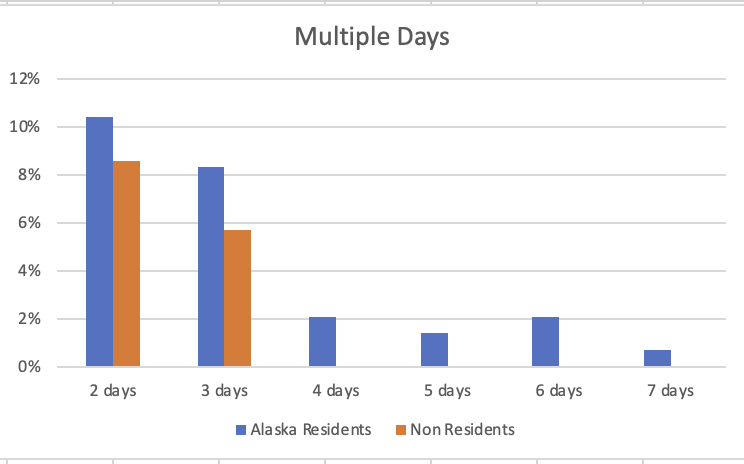 Multiple Days
12%
10%
8%
6%
4%
2%
0%
2 days 3 days 4 days 5 days 6 days 7 days
Alaska Residents Non Residents